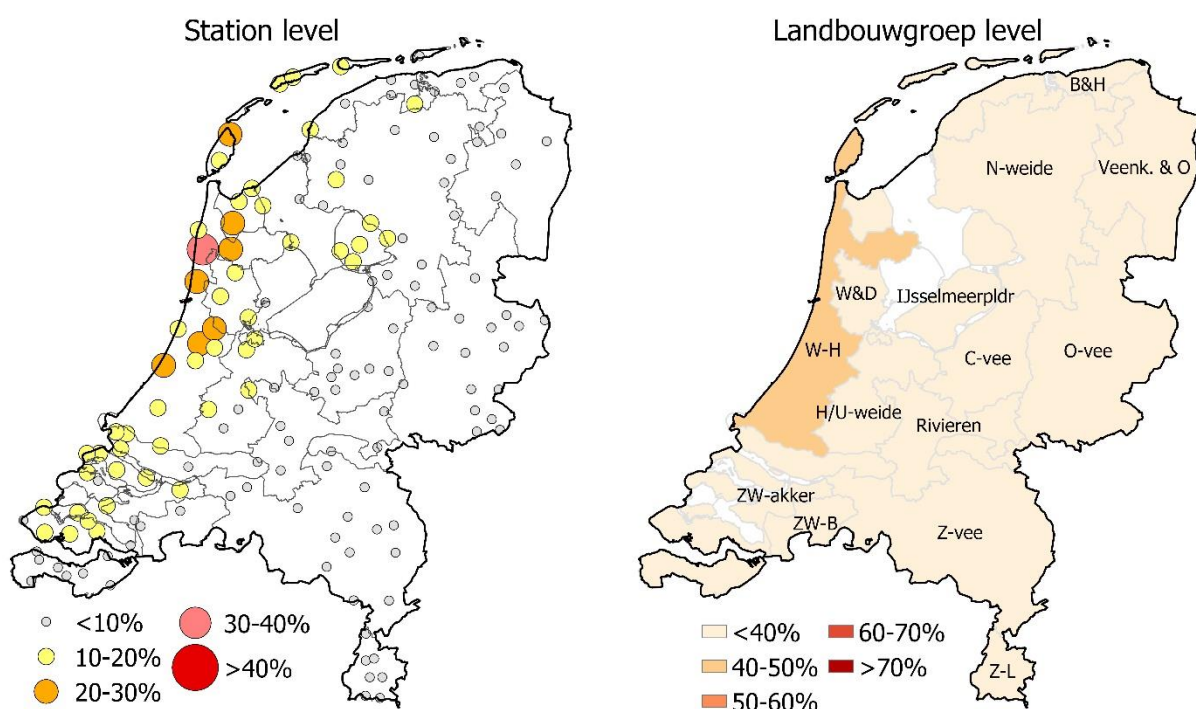 Station level
<10%
10-20%
20-30%
30-40%
>40%
Landbouwgroep level
B&H
N-weide
Veenk. & O
W&D
IJsselmeerpldr
W-H
C-vee
O-vee
H/U-weide
Rivieren
ZW-akker
ZW-B
Z-vee
Z-L
<40%
40-50%
50-60%
60-70%
>70%